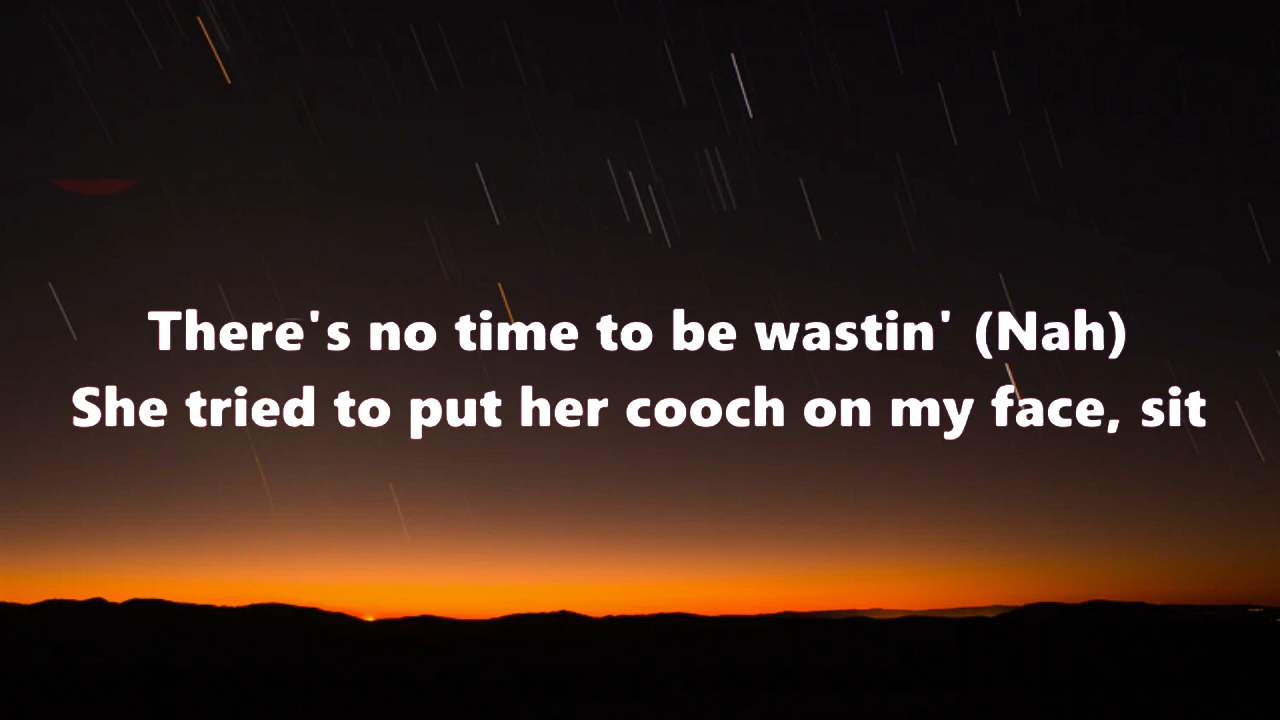 There's no time to be wastin' (Nah)
She tried to put her cooch on my face, sit